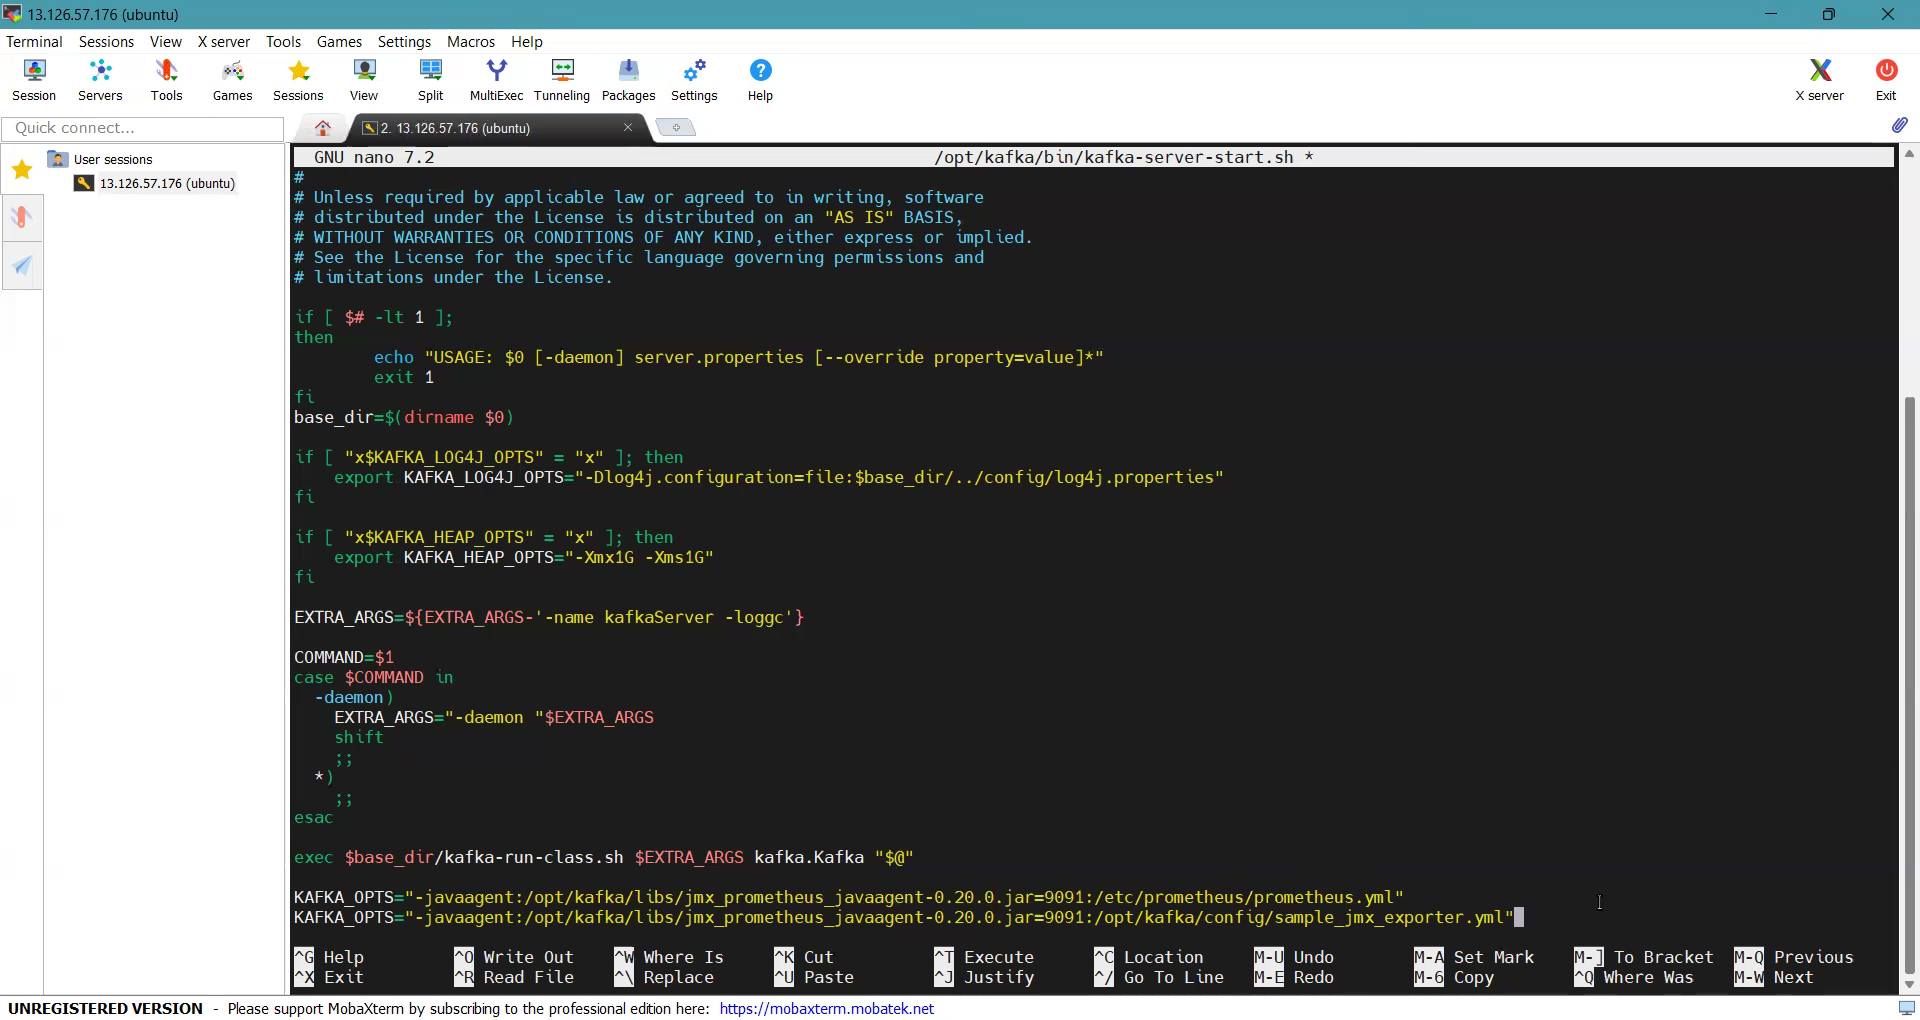 13.126.57.176 (ubuntu)
Terminal Sessions View X server Tools Games Settings Macros Help
Session Servers Tools Games Sessions View Split MultiExec Tunneling Packages Settings Help X server Exit
Quick connect...
2. 13.126.57.176 (ubuntu)
User sessions
13.126.57.176 (ubuntu)
GNU nano 7.2 /opt/kafka/bin/kafka-server-start.sh *
#
# Unless required by applicable law or agreed to in writing, software
# distributed under the License is distributed on an "AS IS" BASIS,
# WITHOUT WARRANTIES OR CONDITIONS OF ANY KIND, either express or implied.
# See the License for the specific language governing permissions and
# limitations under the License.
if [ $# -lt 1 ];
then
        echo "USAGE: $0 [-daemon] server.properties [--override property=value]*"
        exit 1
fi
base_dir=$(dirname $0)
if [ "x$KAFKA_LOG4J_OPTS" = "x" ]; then
    export KAFKA_LOG4J_OPTS="-Dlog4j.configuration=file:$base_dir/../config/log4j.properties"
fi
if [ "x$KAFKA_HEAP_OPTS" = "x" ]; then
    export KAFKA_HEAP_OPTS="-Xmx1G -Xms1G"
fi
EXTRA_ARGS=${EXTRA_ARGS-'-name kafkaServer -loggc'}
COMMAND=$1
case $COMMAND in
  -daemon)
    EXTRA_ARGS="-daemon "$EXTRA_ARGS
    shift
    ;;
  *)
    ;;
esac
exec $base_dir/kafka-run-class.sh $EXTRA_ARGS kafka.Kafka "$@"
KAFKA_OPTS="-javaagent:/opt/kafka/libs/jmx_prometheus_javaagent-0.20.0.jar=9091:/etc/prometheus/prometheus.yml"
KAFKA_OPTS="-javaagent:/opt/kafka/libs/jmx_prometheus_javaagent-0.20.0.jar=9091:/opt/kafka/config/sample_jmx_exporter.yml"
^G Help ^O Write Out ^W Where Is ^K Cut ^T Execute ^C Location M-U Undo M-A Set Mark M-] To Bracket M-Q Previous
^X Exit ^R Read File ^\ Replace ^U Paste ^J Justify ^/ Go To Line M-E Redo M-6 Copy ^Q Where Was M-W Next
UNREGISTERED VERSION - Please support MobaXterm by subscribing to the professional edition here: https://mobaxterm.mobatek.net